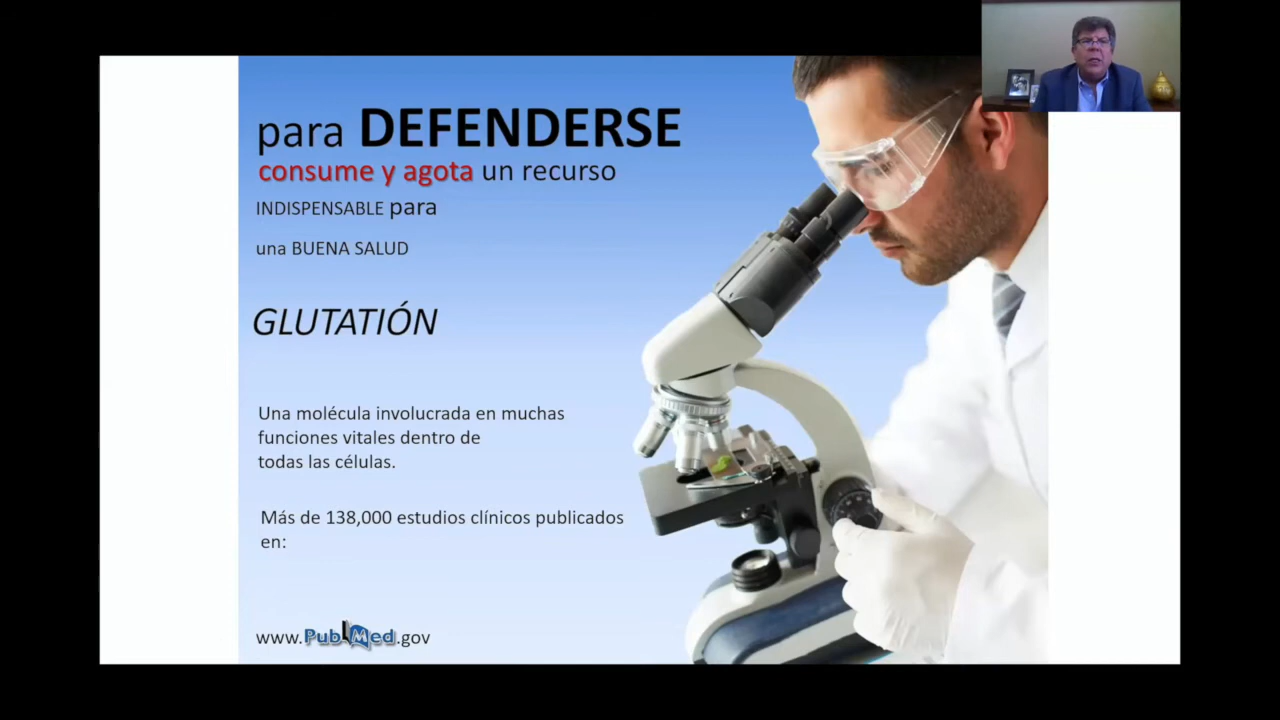 para DEFENDERSE
consume y agota un recurso
INDISPENSABLE para
una BUENA SALUD
GLUTATIÓN
Una molécula involucrada en muchas
funciones vitales dentro de
todas las células.
Más de 138,000 estudios clínicos publicados
en:
www.PubMed.gov